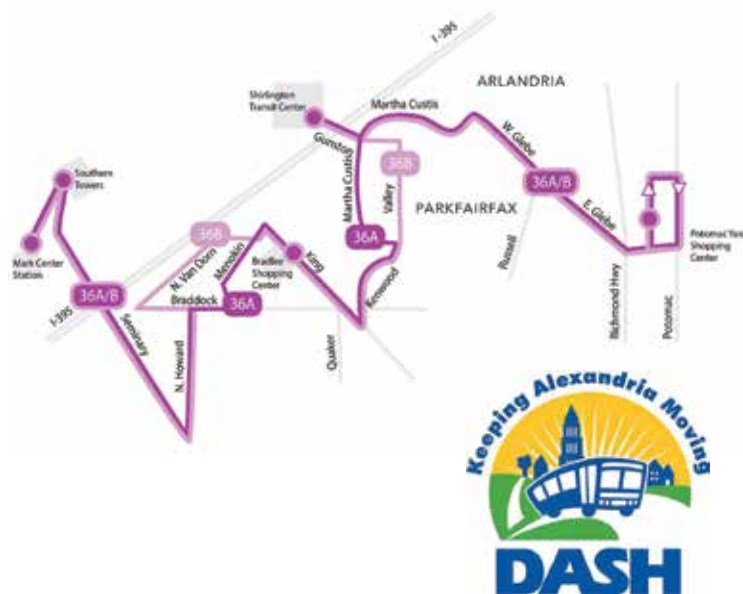 I-395
ARLANDRIA
Shirlington
Transit Center
Martha Custis
Gunston
W. Glebe
36B
Southern
Towers
Martha Custis
Valley
PARKFAIRFAX
36A/B
E. Glebe
36A
36B
N. Van Dorn
Menokin
Bradlee
Shopping
Center
King
Kenwood
Russell
Richmond Hwy
Potomac
Potomac Yard
Shopping
Center
Mark Center
Station
36A/B
I-395
Seminary
Braddock
36A
N. Howard
Quaker
Keeping Alexandria Moving
DASH